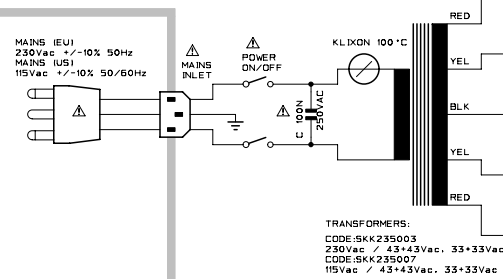 MAINS (EU)
230Vac +/-10% 50Hz
MAINS (US)
115Vac +/-10% 50/60Hz
MAINS
INLET
POWER
ON/OFF
C 100N
250VAC
KLIXON 100°C
RED
YEL
BLK
YEL
RED
TRANSFORMERS:
CODE:SKK235003
230Vac / 43+43Vac. 33+33Vac
CODE:SKK235007
115Vac / 43+43Vac. 33+33Vac